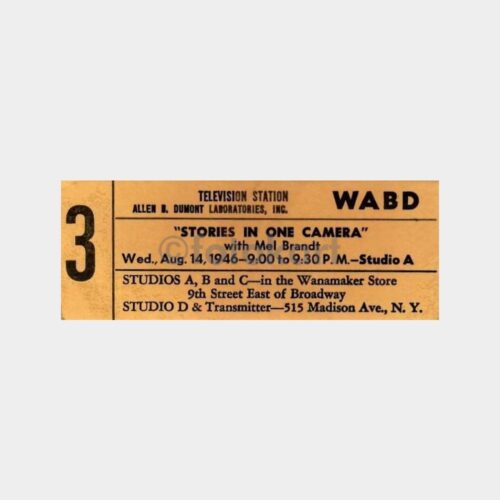 3
TELEVISION STATION
ALLEN B. DUMONT LABORATORIES, INC.
WABD
"STORIES IN ONE CAMERA"
with Mel Brandt
Wed., Aug. 14, 1946—9:00 to 9:30 P.M.—Studio A
STUDIOS A, B and C—in the Wanamaker Store
9th Street East of Broadway
STUDIO D & Transmitter—515 Madison Ave., N. Y.